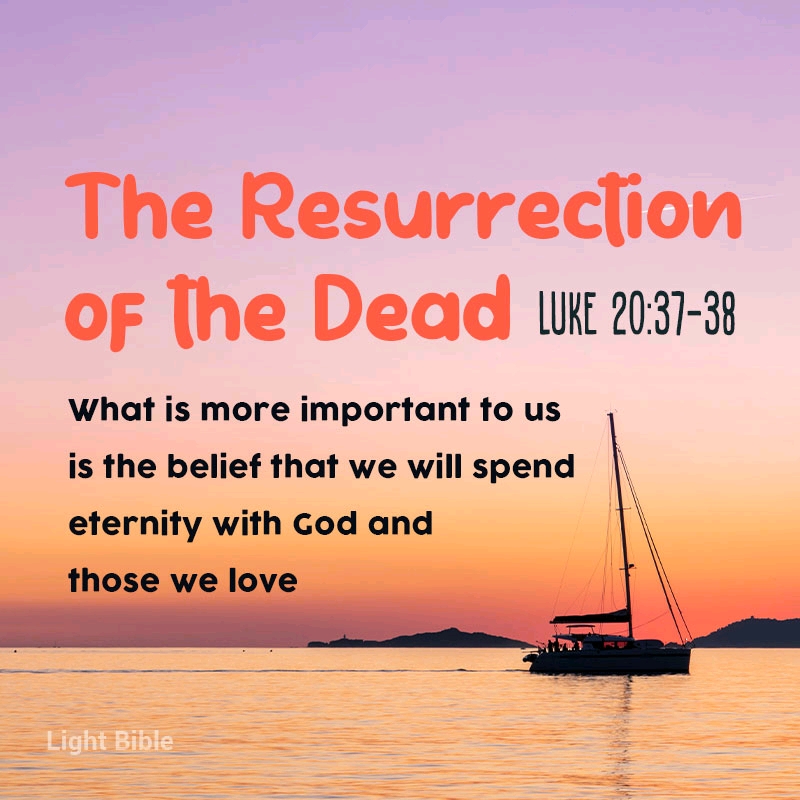 The Resurrection
of the Dead LUKE 20:37-38
What is more important to us
is the belief that we will spend
eternity with God and
those we love
Light Bible